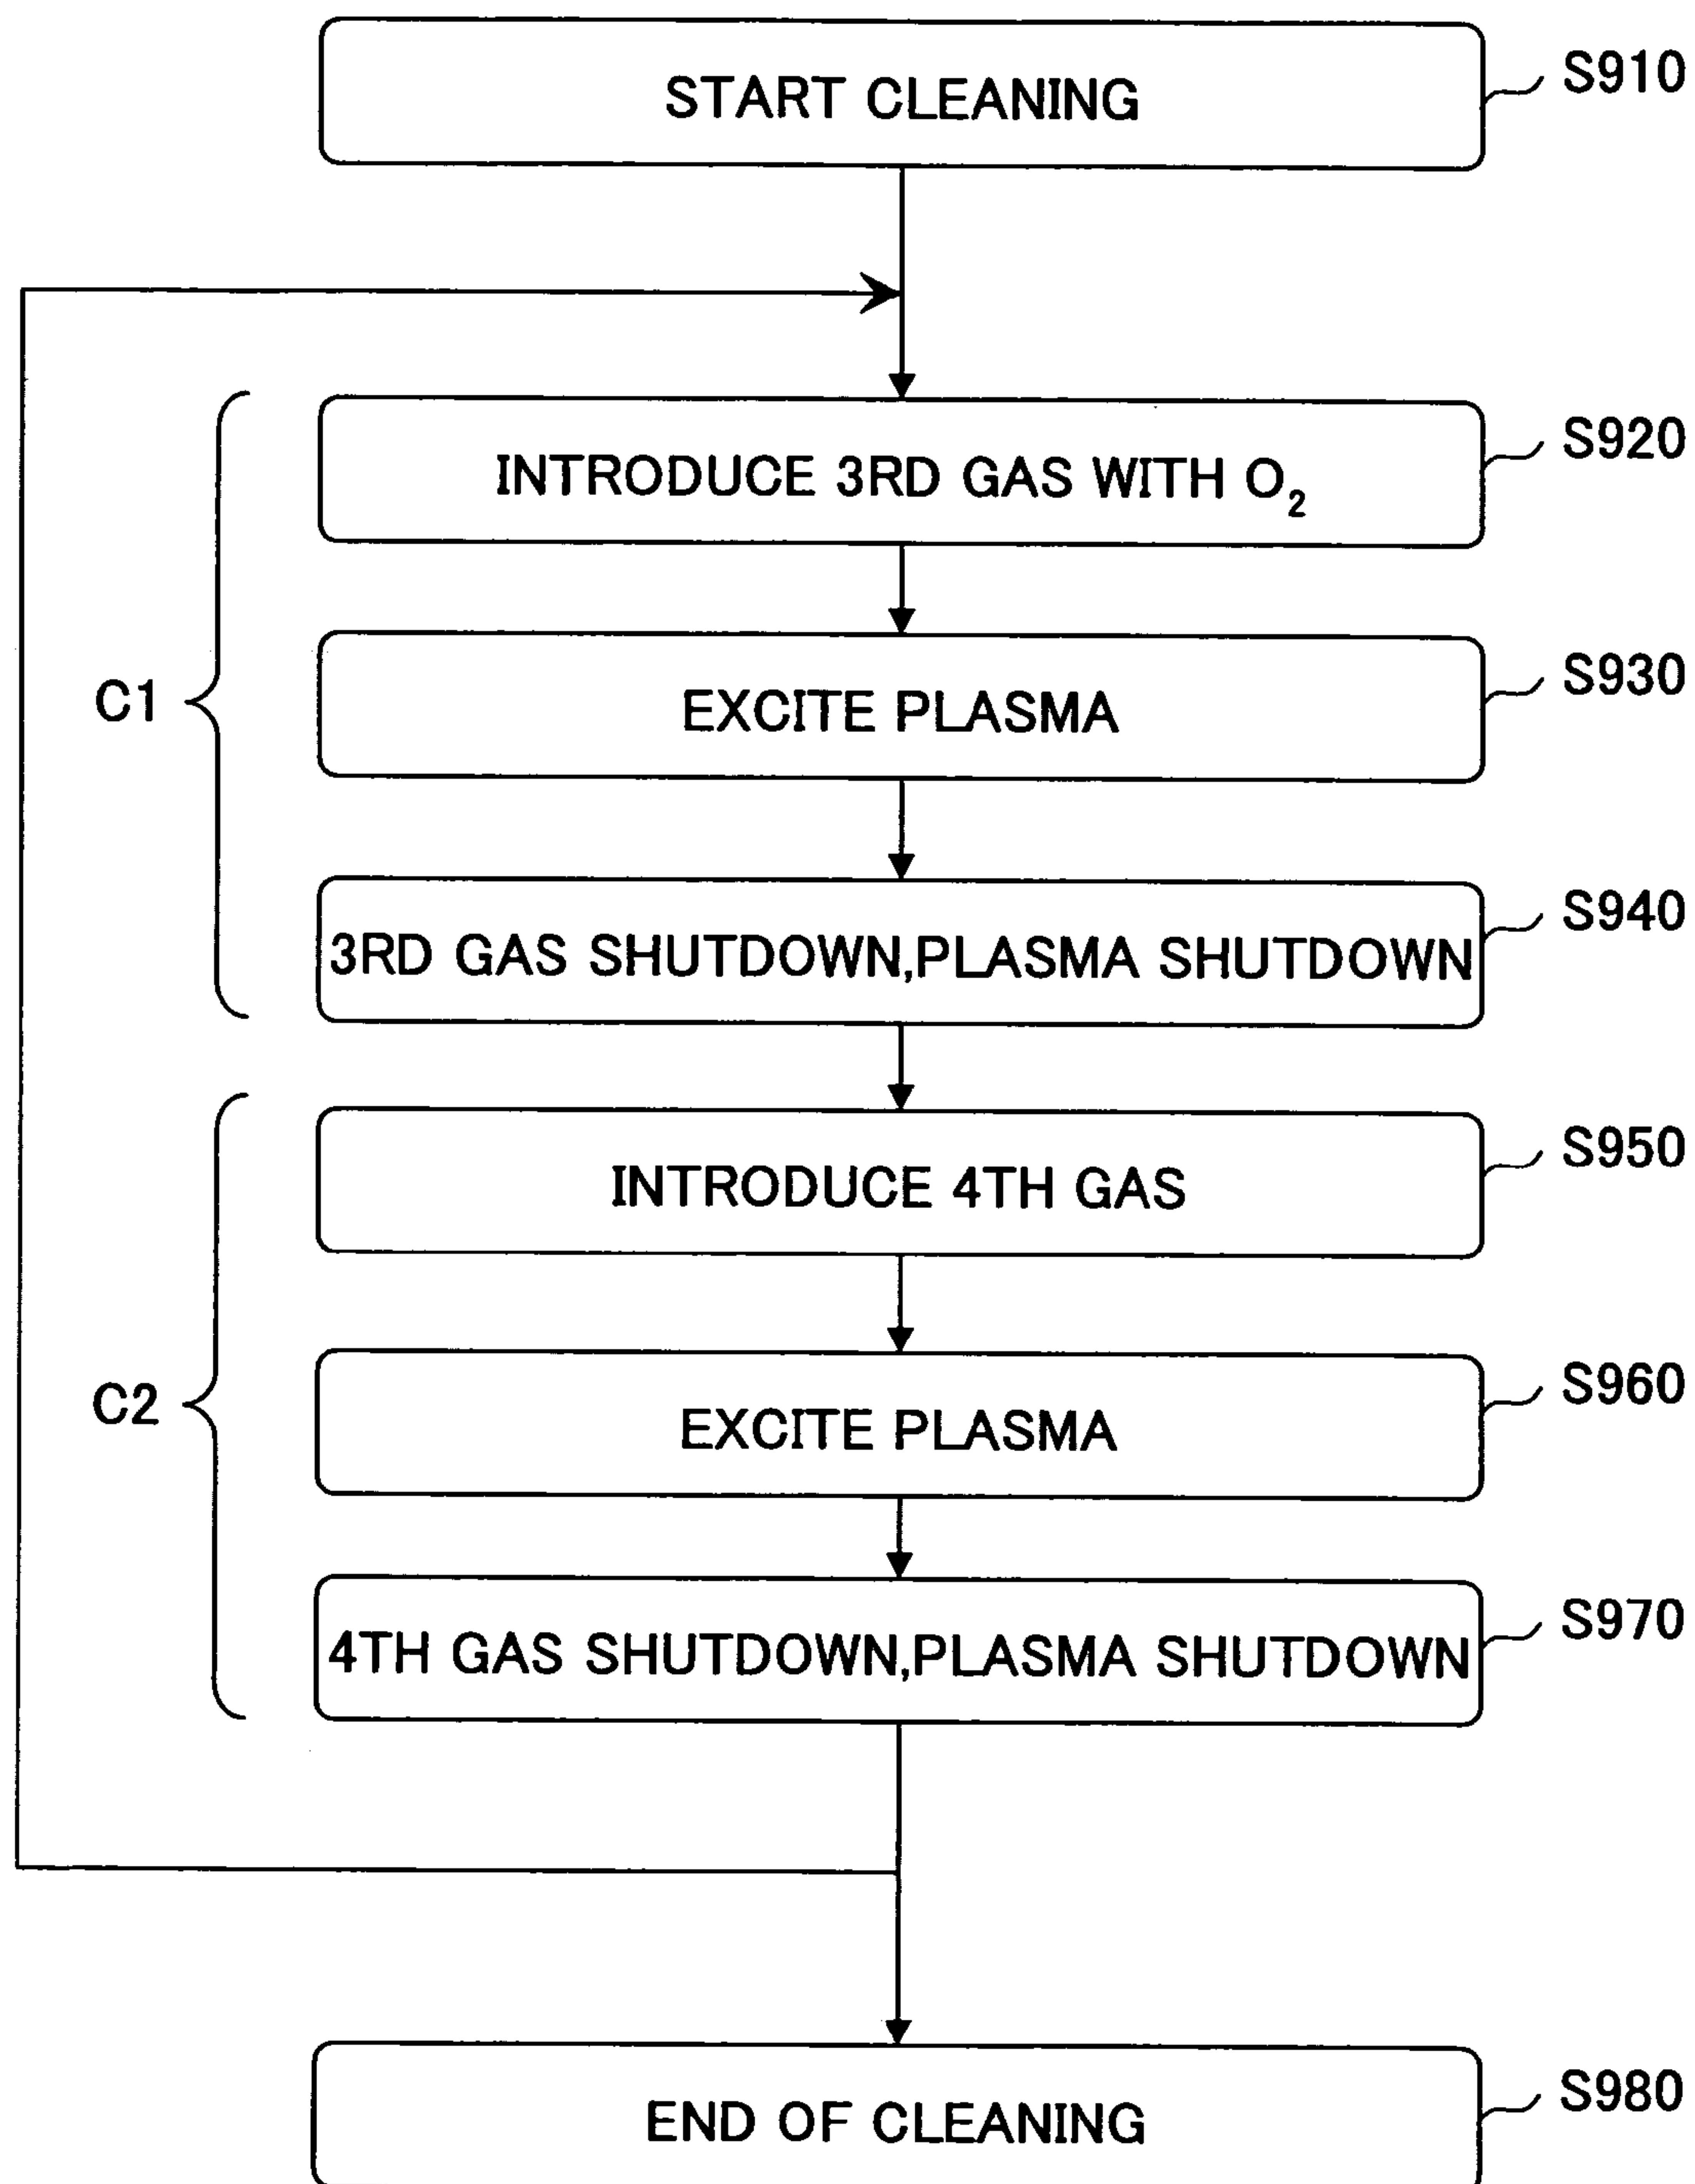 START CLEANING
S910
INTRODUCE 3RD GAS WITH O₂
S920
EXCITE PLASMA
S930
C1
3RD GAS SHUTDOWN,PLASMA SHUTDOWN
S940
INTRODUCE 4TH GAS
S950
EXCITE PLASMA
S960
C2
4TH GAS SHUTDOWN,PLASMA SHUTDOWN
S970
END OF CLEANING
S980